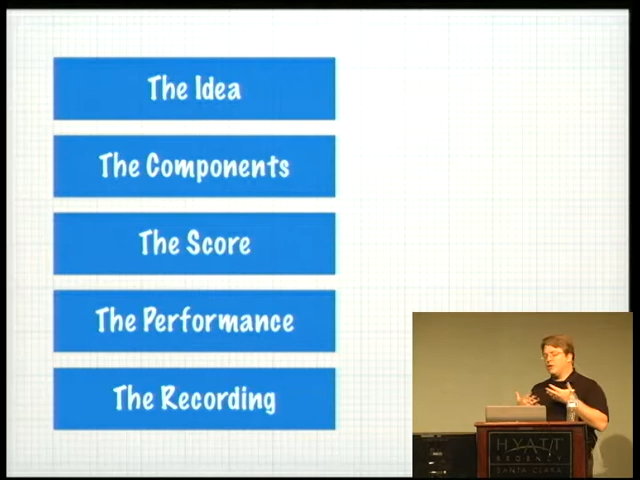 The Idea
The Components
The Score
The Performance
The Recording
HYATT
REGENCY
SANTA CLARA